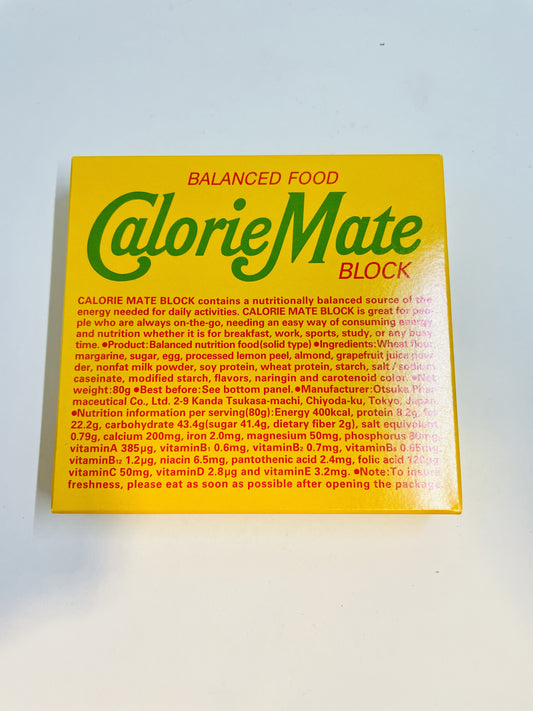 BALANCED FOOD
CalorieMate
BLOCK
CALORIE MATE BLOCK contains a nutritionally balanced source of the
energy needed for daily activities. CALORIE MATE BLOCK is great for peo-
ple who are always on-the-go, needing an easy way of consuming energy
and nutrition whether it is for breakfast, work, sports, study, or any busy
time. ●Product:Balanced nutrition food(solid type) ●Ingredients:Wheat flour,
margarine, sugar, egg, processed lemon peel, almond, grapefruit juice pow-
der, nonfat milk powder, soy protein, wheat protein, starch, salt / sodium
caseinate, modified starch, flavors, naringin and carotenoid color. ●Net
weight:80g ●Best before:See bottom panel. ●Manufacturer:Otsuka Phar-
maceutical Co., Ltd. 2-9 Kanda Tsukasa-machi, Chiyoda-ku, Tokyo, Japan.
●Nutrition information per serving(80g):Energy 400kcal, protein 8.2g, fat
22.2g, carbohydrate 43.4g(sugar 41.4g, dietary fiber 2g), salt equivalent
0.79g, calcium 200mg, iron 2.0mg, magnesium 50mg, phosphorus 80mg,
vitaminA 385μg, vitaminB₁ 0.6mg, vitaminB₂ 0.7mg, vitaminB₆ 0.65mg,
vitaminB₁₂ 1.2μg, niacin 6.5mg, pantothenic acid 2.4mg, folic acid 120μg
vitaminC 50mg, vitaminD 2.8μg and vitaminE 3.2mg. ●Note:To insure
freshness, please eat as soon as possible after opening the package.